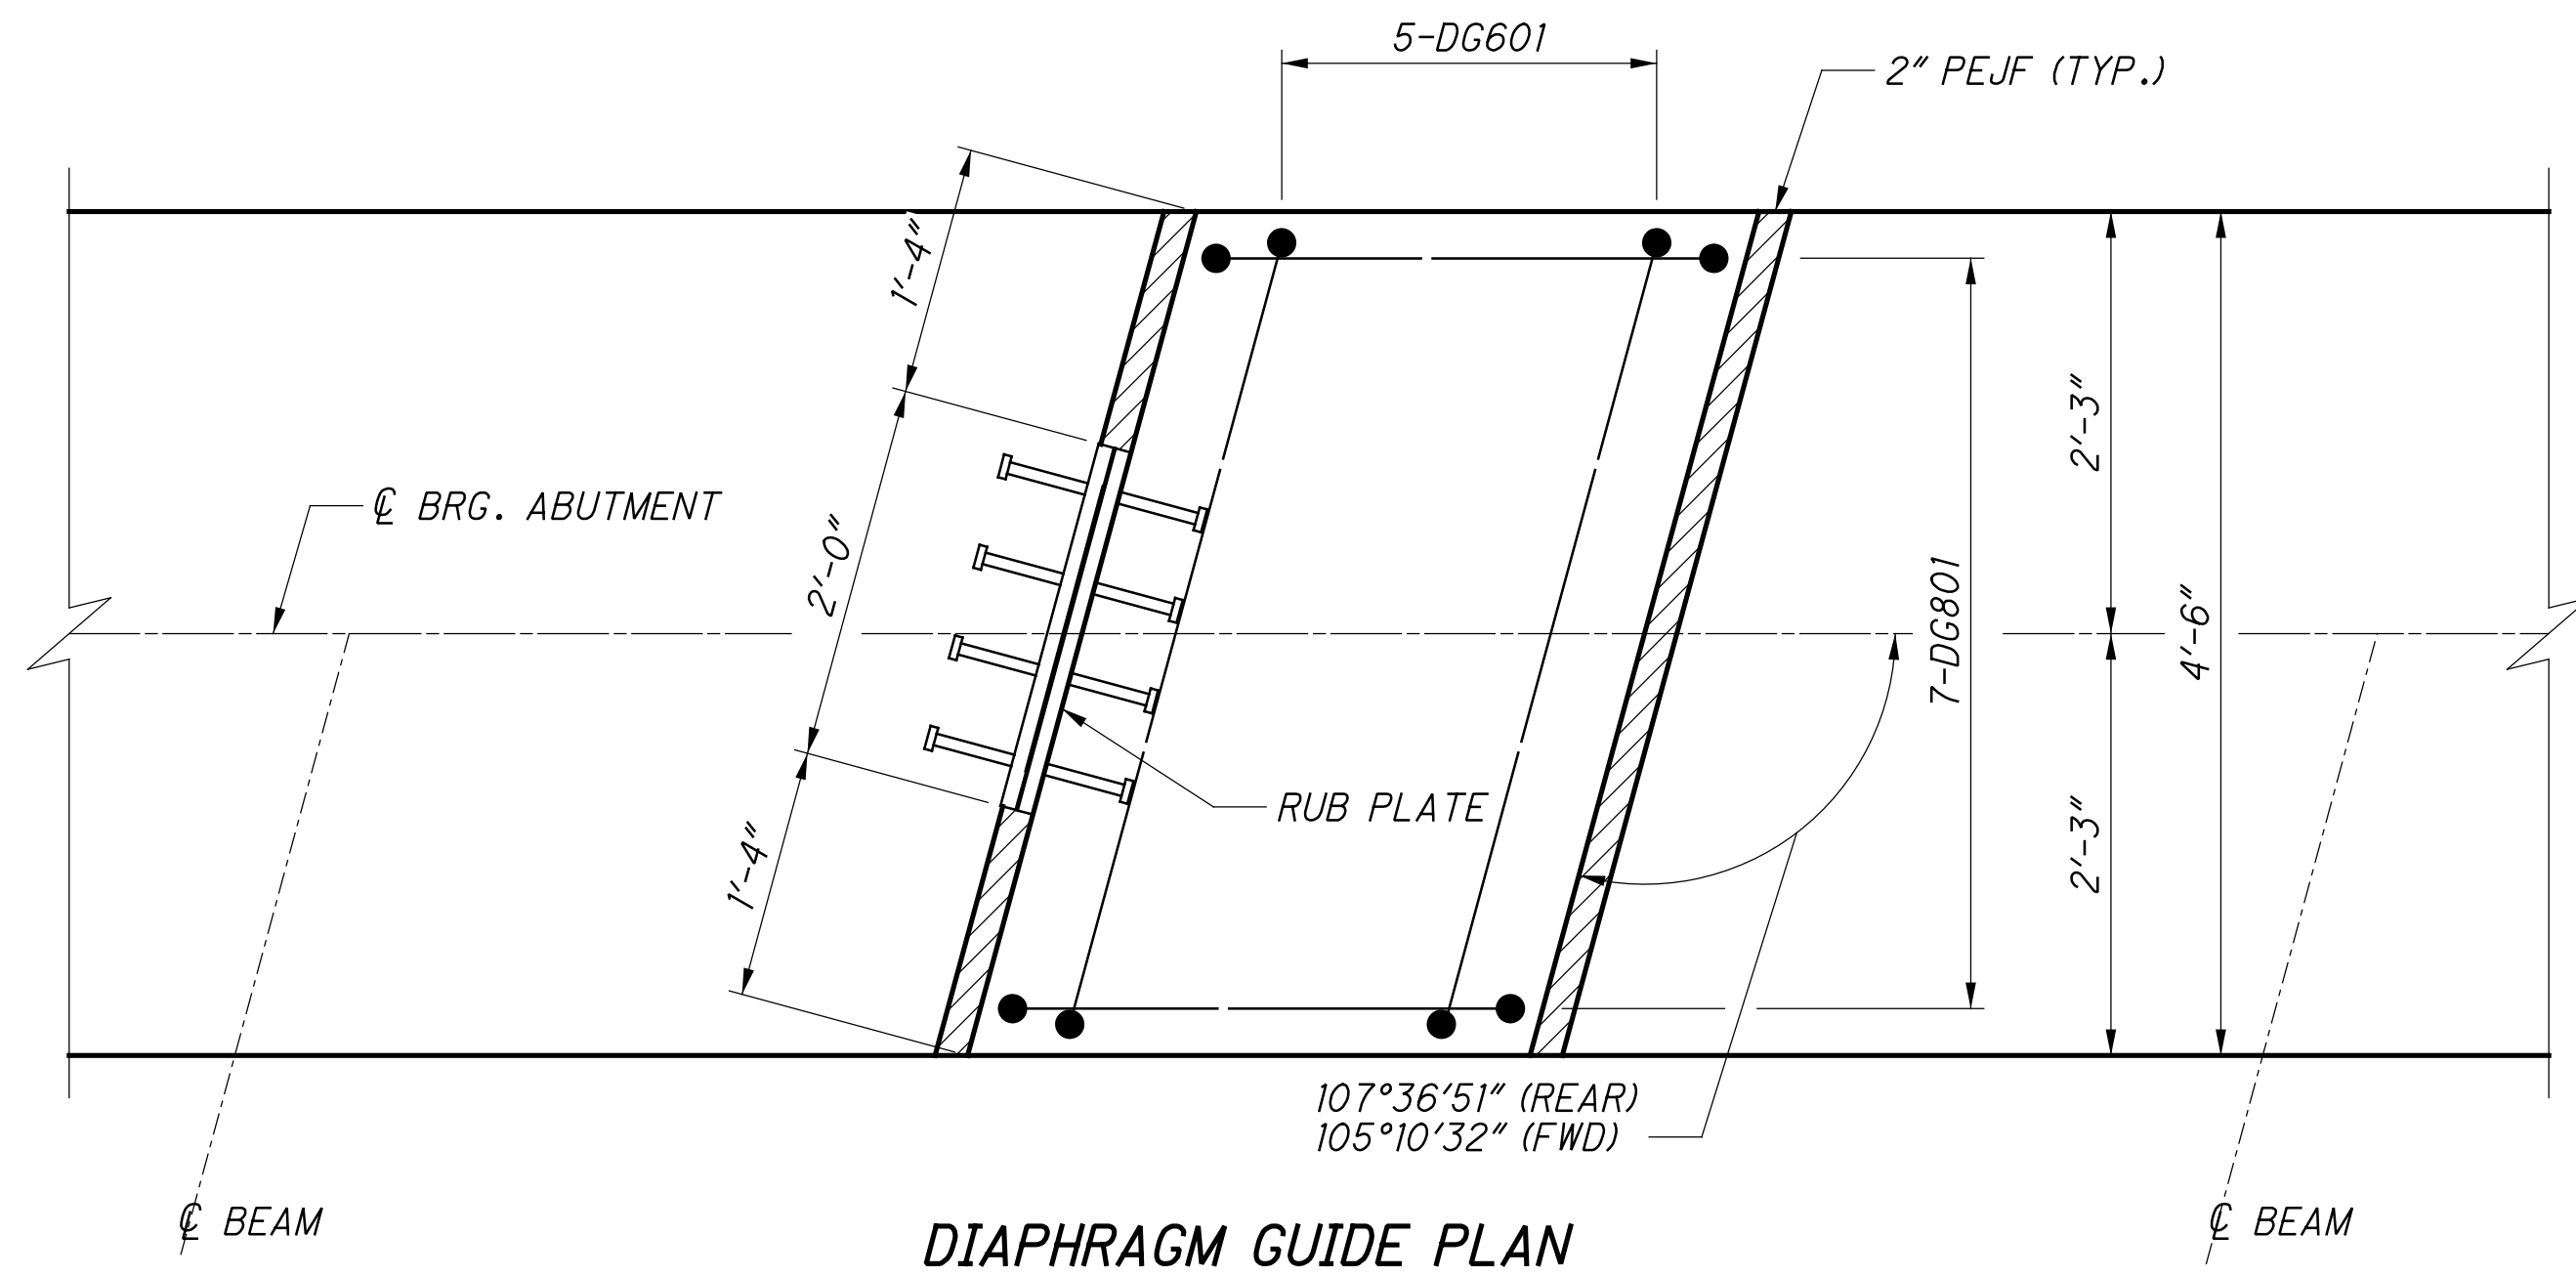 5-DG601
2" PEJF (TYP.)
1'-4"
2'-3"
℄ BRG. ABUTMENT
2'-0"
7-DG801
4'-6"
RUB PLATE
1'-4"
2'-3"
107°36'51" (REAR)
105°10'32" (FWD)
℄ BEAM
℄ BEAM
DIAPHRAGM GUIDE PLAN